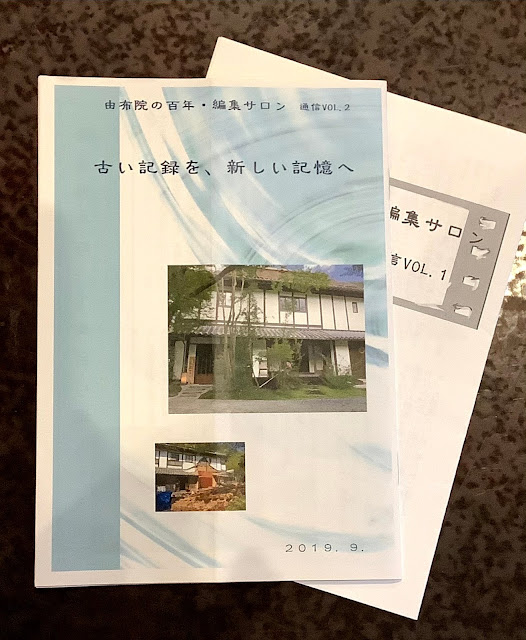 由布院の百年・編集サロン 通信VOL.2
古い記録を、新しい記憶へ
2019.9.
編集サロン
信VOL.1